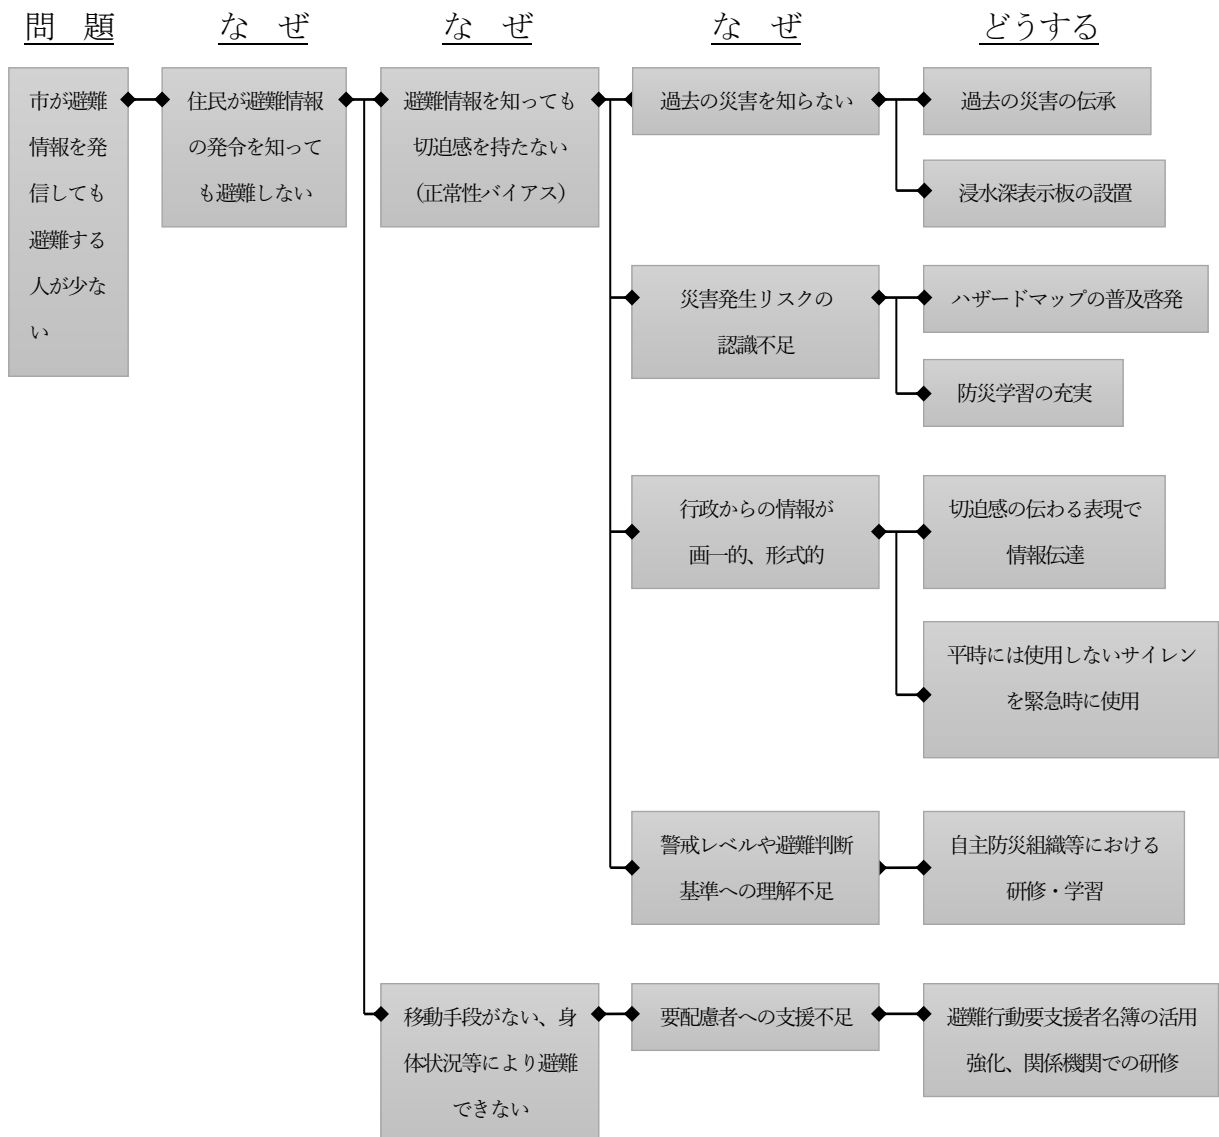 問　題
な　ぜ
な　ぜ
な　ぜ
どうする
市が避難
情報を発
信しても
避難する
人が少な
い
住民が避難情報
の発令を知って
も避難しない
避難情報を知っても
切迫感を持たない
（正常性バイアス）
過去の災害を知らない
過去の災害の伝承
浸水深表示板の設置
災害発生リスクの
認識不足
ハザードマップの普及啓発
防災学習の充実
行政からの情報が
画一的、形式的
切迫感の伝わる表現で
情報伝達
平時には使用しないサイレン
を緊急時に使用
警戒レベルや避難判断
基準への理解不足
自主防災組織等における
研修・学習
移動手段がない、身
体状況等により避難
できない
要配慮者への支援不足
避難行動要支援者名簿の活用
強化、関係機関での研修